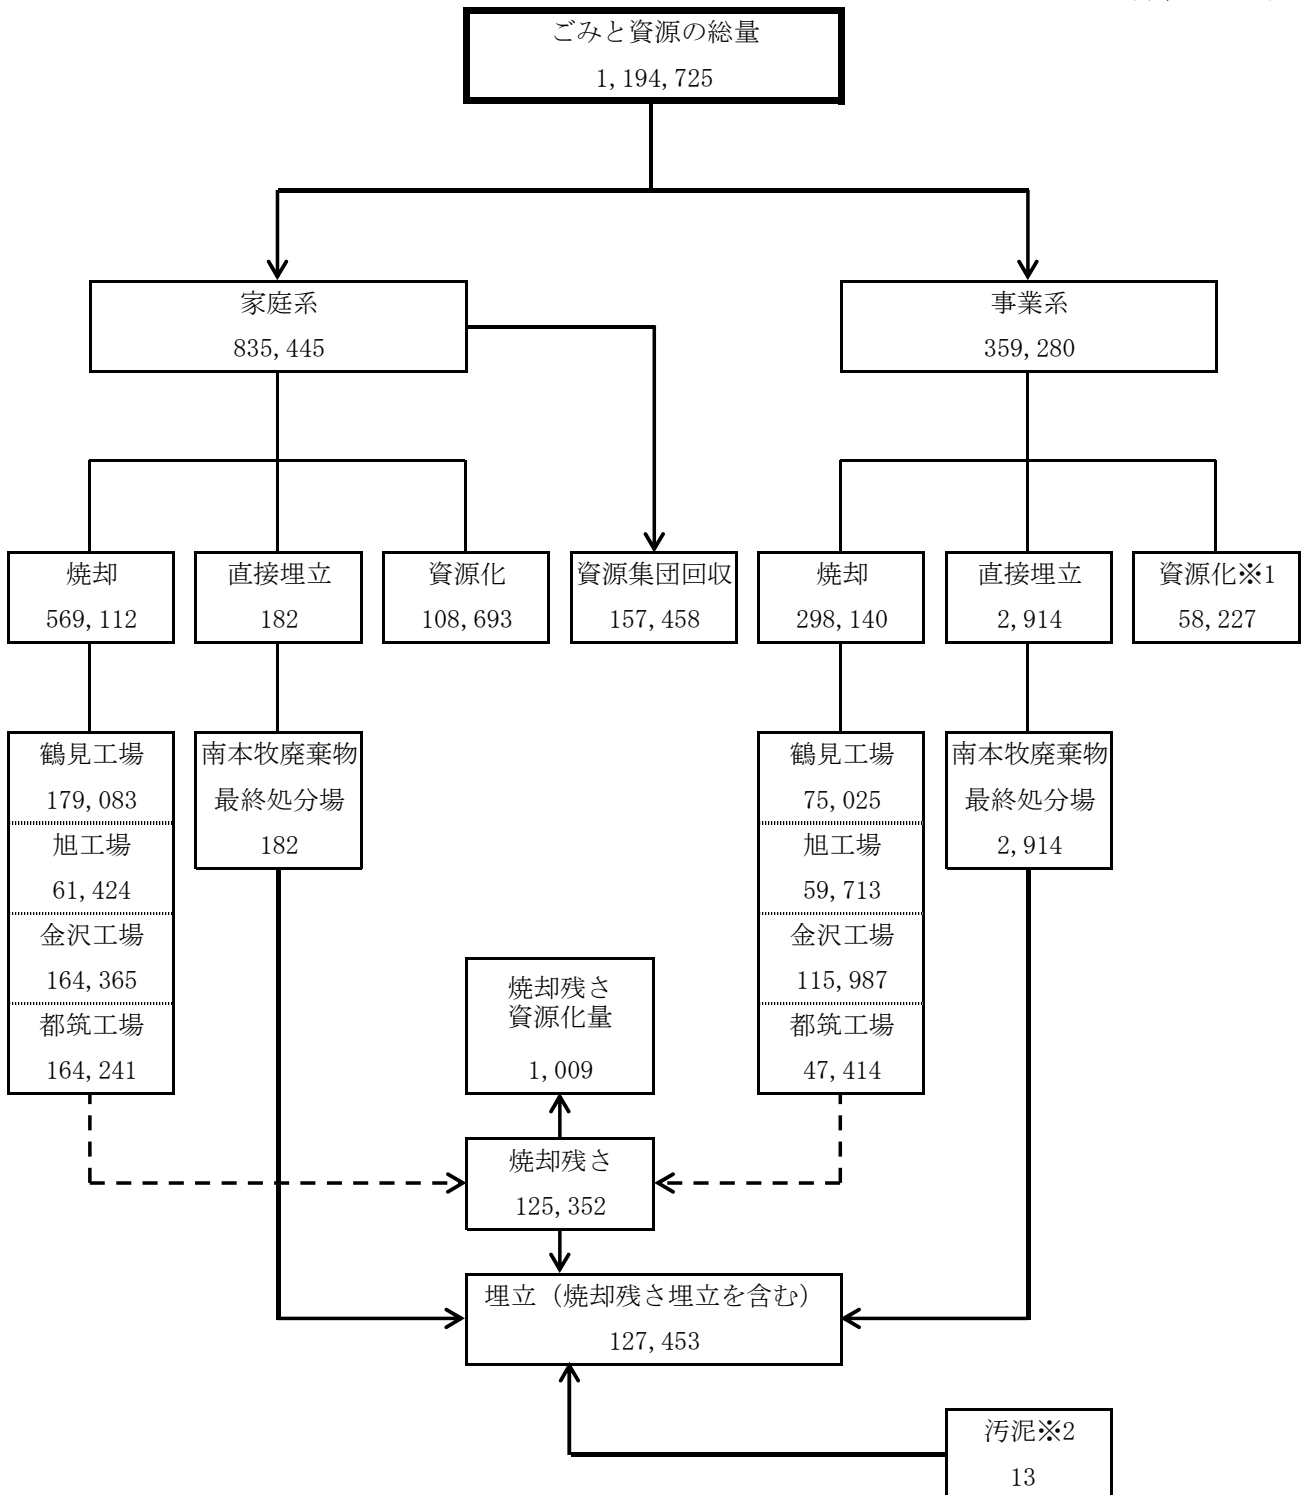 ごみと資源の総量
1,194,725
家庭系
835,445
事業系
359,280
焼却
569,112
直接埋立
182
資源化
108,693
資源集団回収
157,458
焼却
298,140
直接埋立
2,914
資源化※1
58,227
鶴見工場
179,083
旭工場
61,424
金沢工場
164,365
都筑工場
164,241
南本牧廃棄物
最終処分場
182
鶴見工場
75,025
旭工場
59,713
金沢工場
115,987
都筑工場
47,414
南本牧廃棄物
最終処分場
2,914
焼却残さ
資源化量
1,009
焼却残さ
125,352
埋立（焼却残さ埋立を含む）
127,453
汚泥※2
13